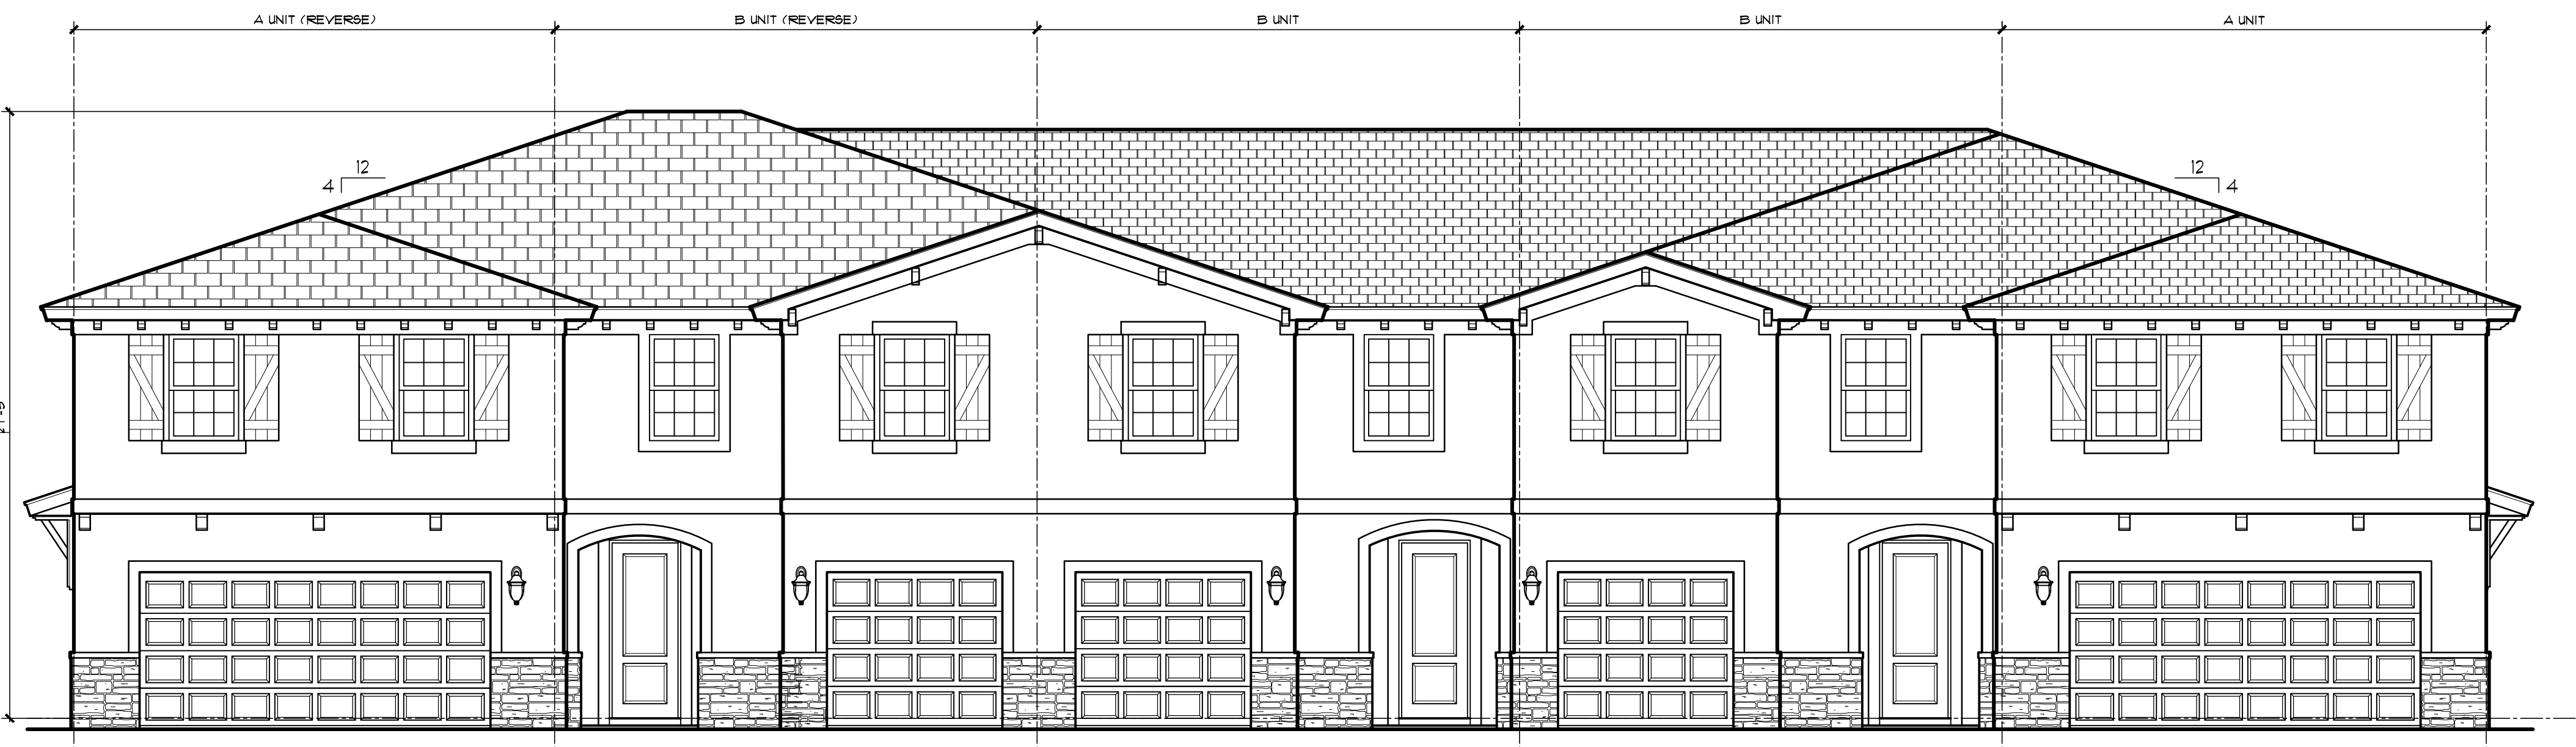 A UNIT (REVERSE)
B UNIT (REVERSE)
B UNIT
B UNIT
A UNIT
12
4
12
4